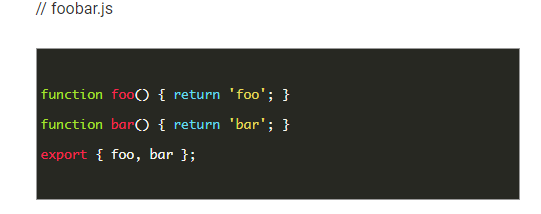 // foobar.js
function foo() { return 'foo'; }
function bar() { return 'bar'; }
export { foo, bar };